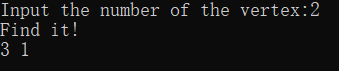 Input the number of the vertex:2
Find it!
3 1